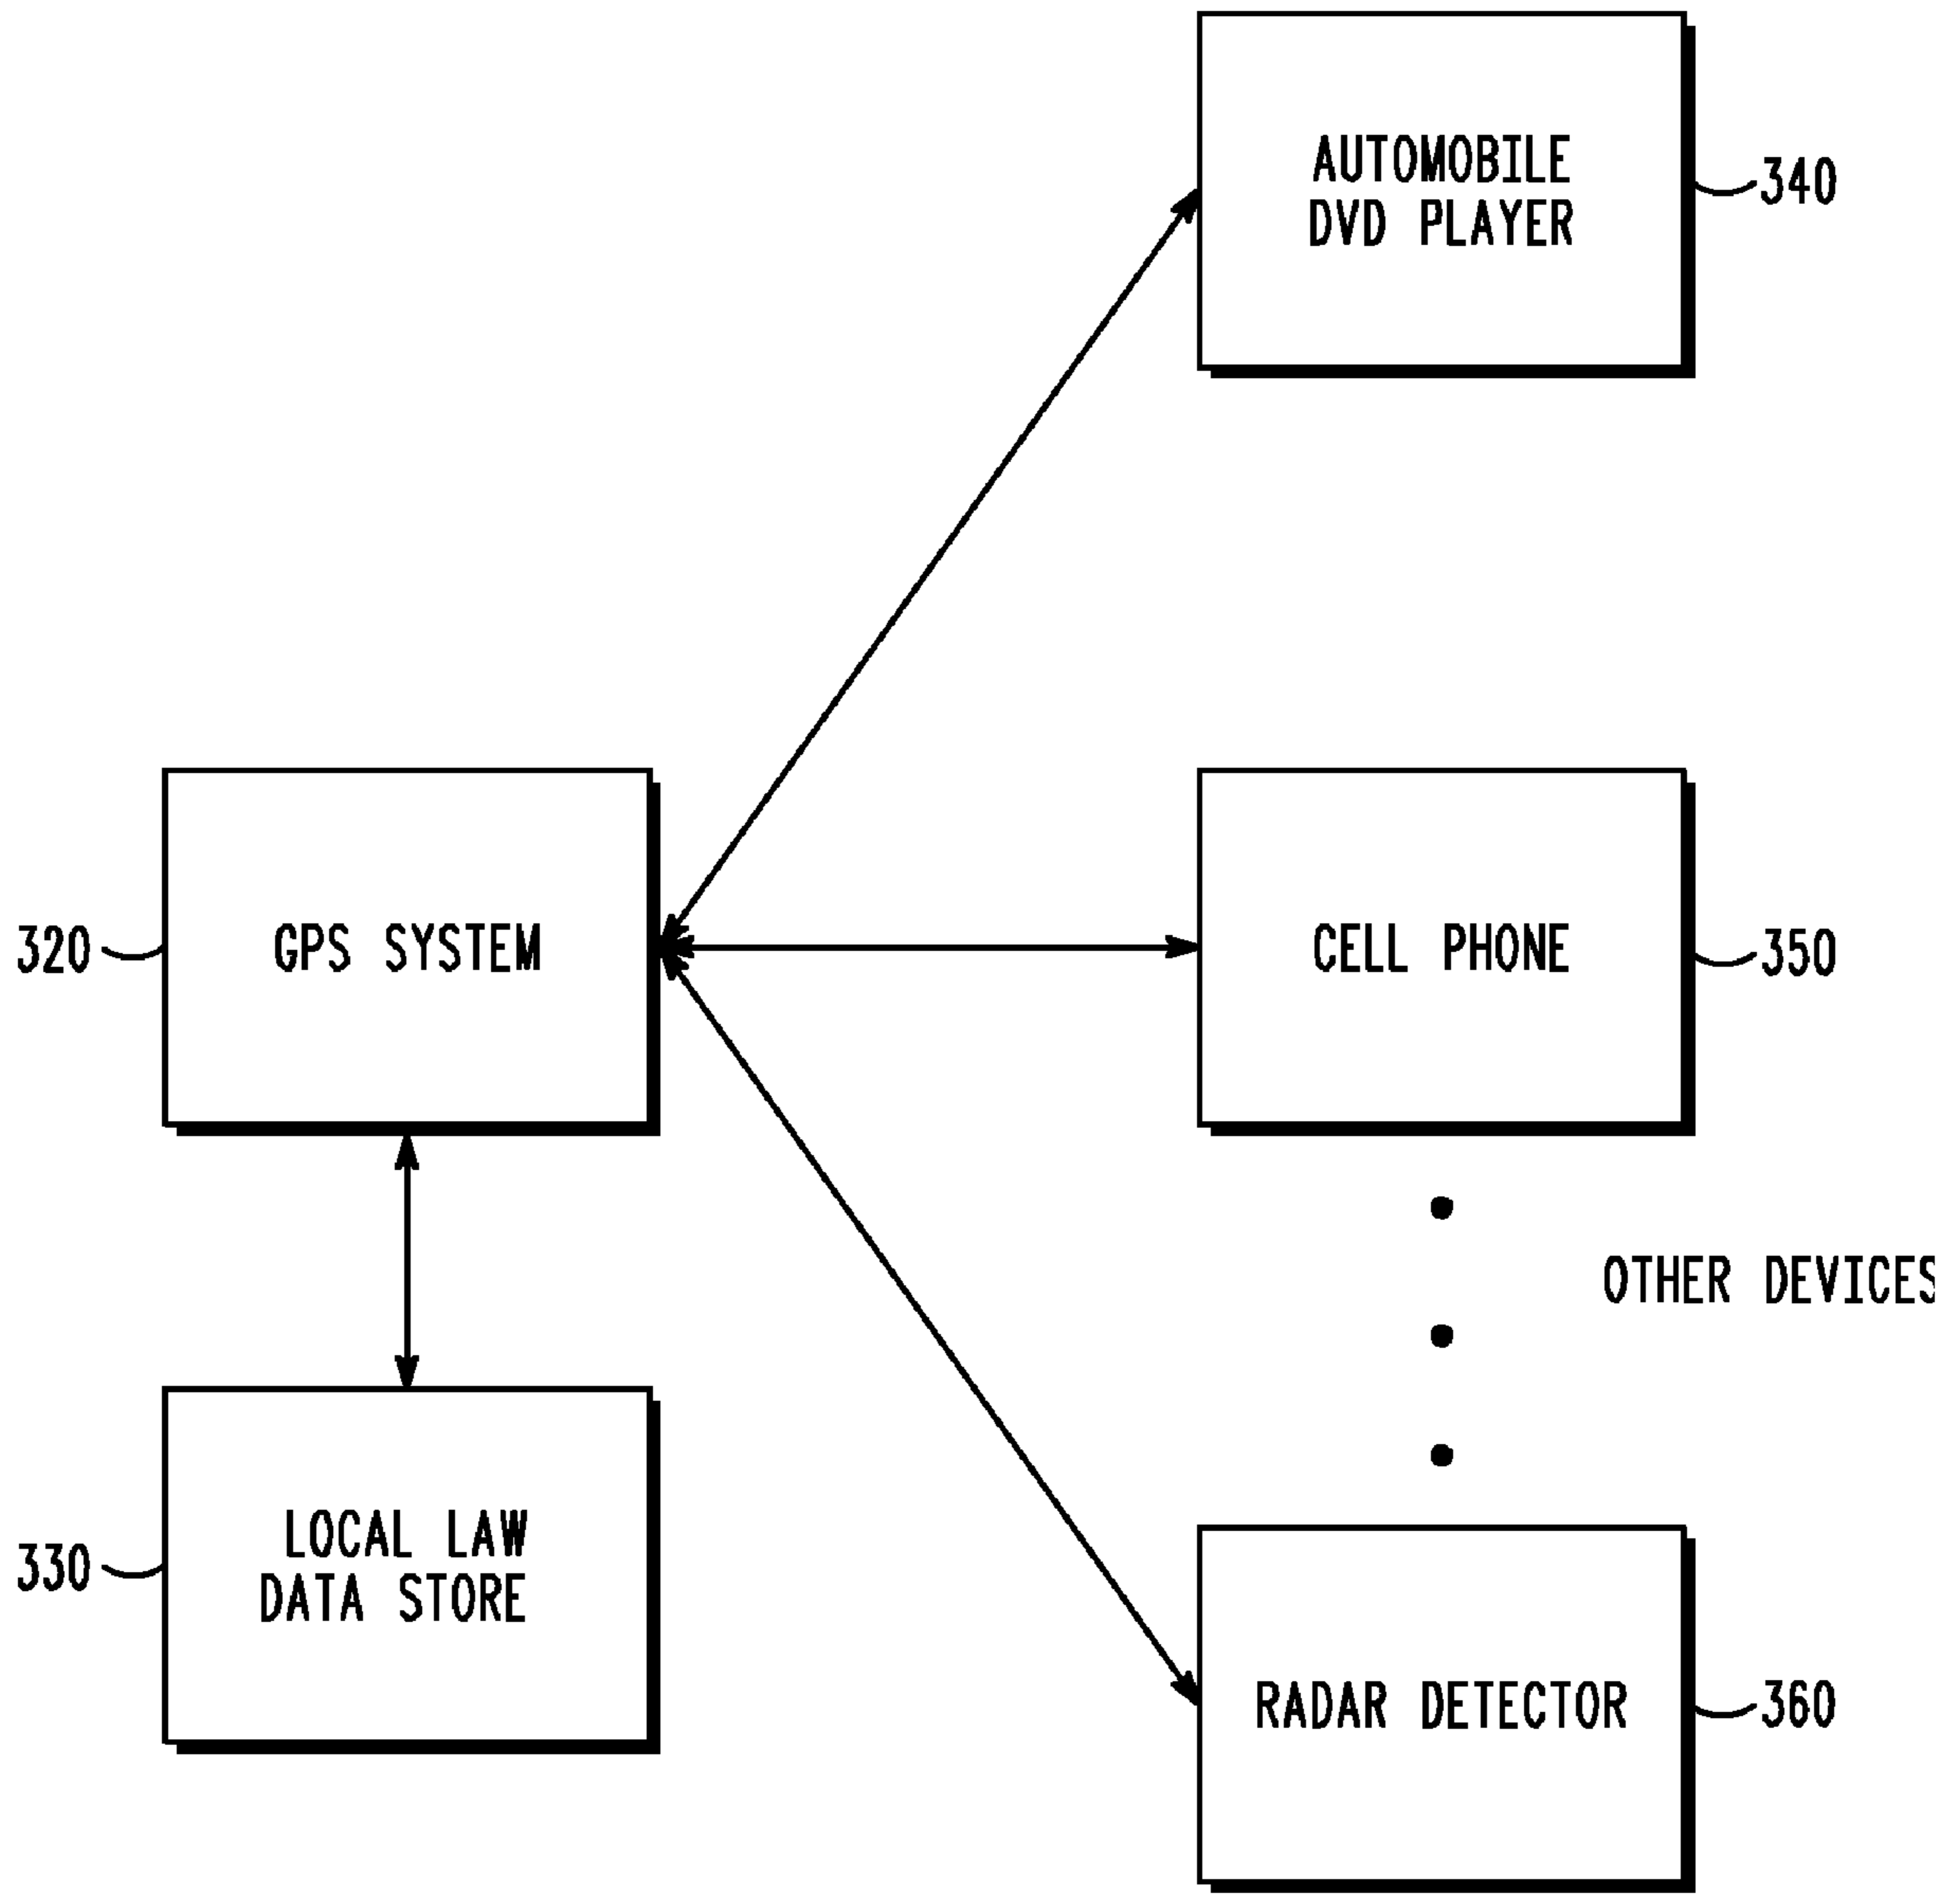 AUTOMOBILE
DVD PLAYER
340
320
GPS SYSTEM
CELL PHONE
350
OTHER DEVICES
330
LOCAL LAW
DATA STORE
RADAR DETECTOR
360